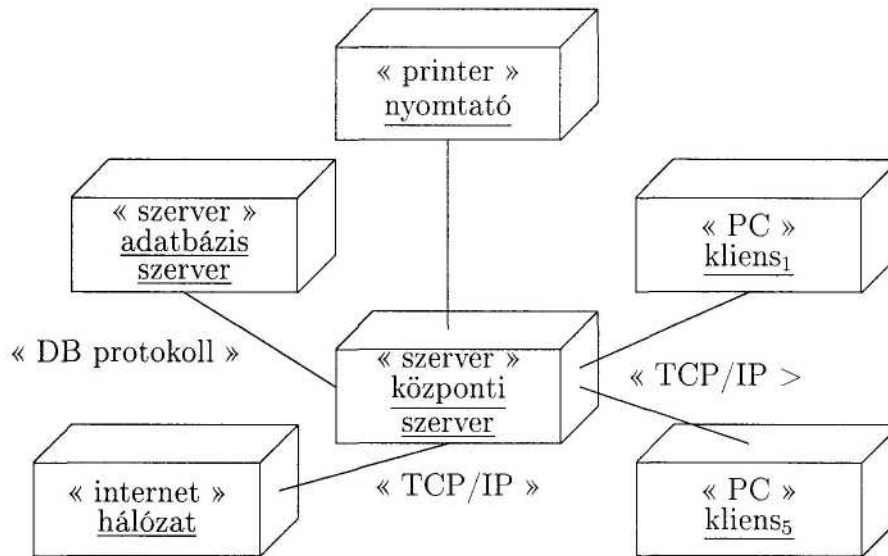 « printer »
nyomtató
« szerver »
adatbázis
szerver
« PC »
kliens₁
« DB protokoll »
« szerver »
központi
szerver
« TCP/IP >
« internet »
hálózat
« TCP/IP »
« PC »
kliens₅